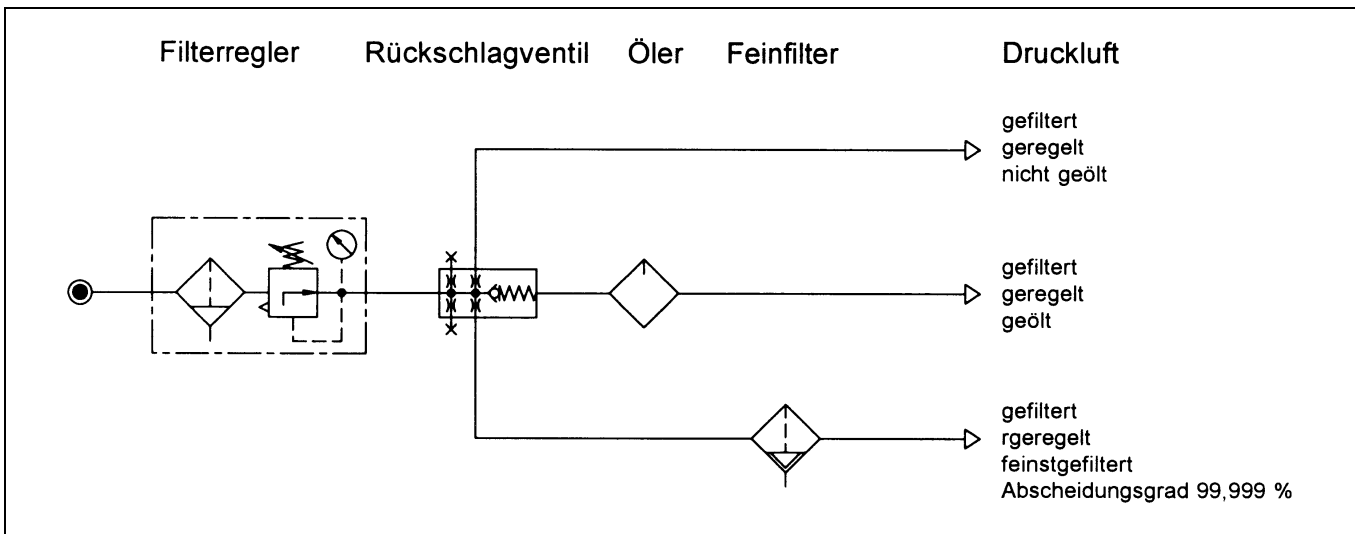 Filterregler Rückschlagventil Öler Feinfilter Druckluft
gefiltert
geregelt
nicht geölt
gefiltert
geregelt
geölt
gefiltert
rgeregelt
feinstgefiltert
Abscheidungsgrad 99,999 %